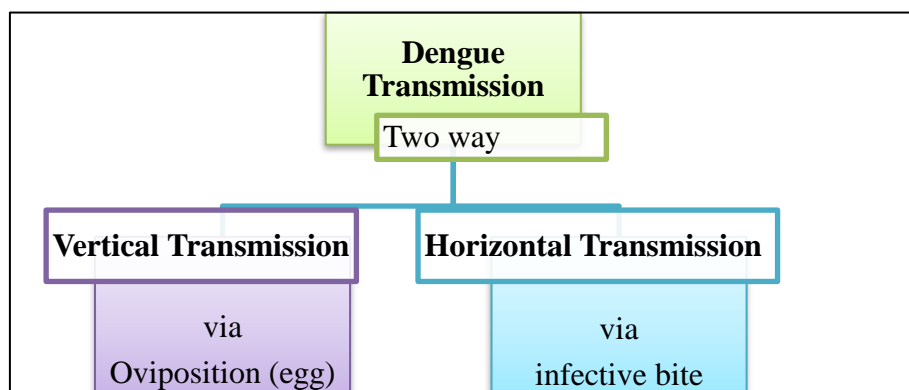 Dengue
Transmission
Two way
Vertical Transmission
Horizontal Transmission
via
Oviposition (egg)
via
infective bite